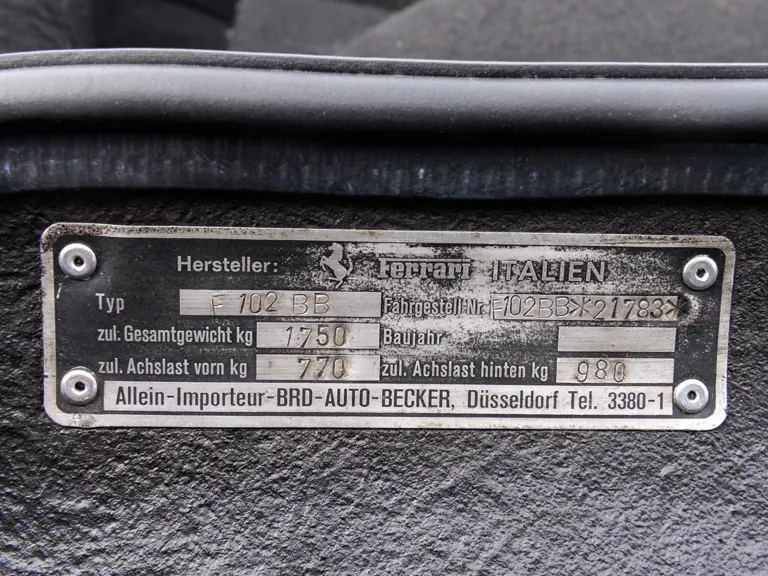 Hersteller: Ferrari ITALIEN
Typ F 102 BB Fahrgestell-Nr. F102BB*21783*
zul. Gesamtgewicht kg 1750 Baujahr
zul. Achslast vorn kg 770 zul. Achslast hinten kg 980
Allein-Importeur-BRD-AUTO-BECKER, Düsseldorf Tel. 3380-1